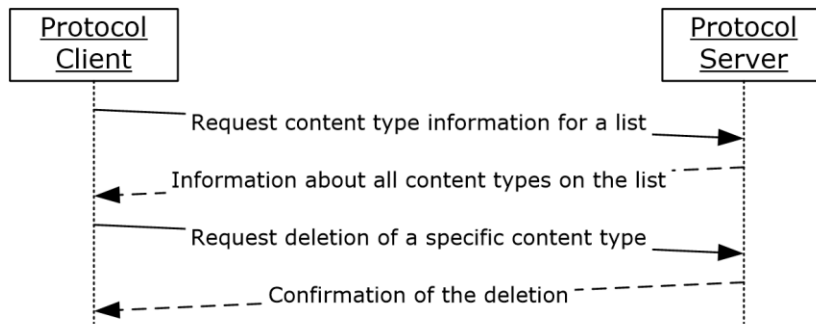 Protocol
Client
Protocol
Server
Request content type information for a list
Information about all content types on the list
Request deletion of a specific content type
Confirmation of the deletion